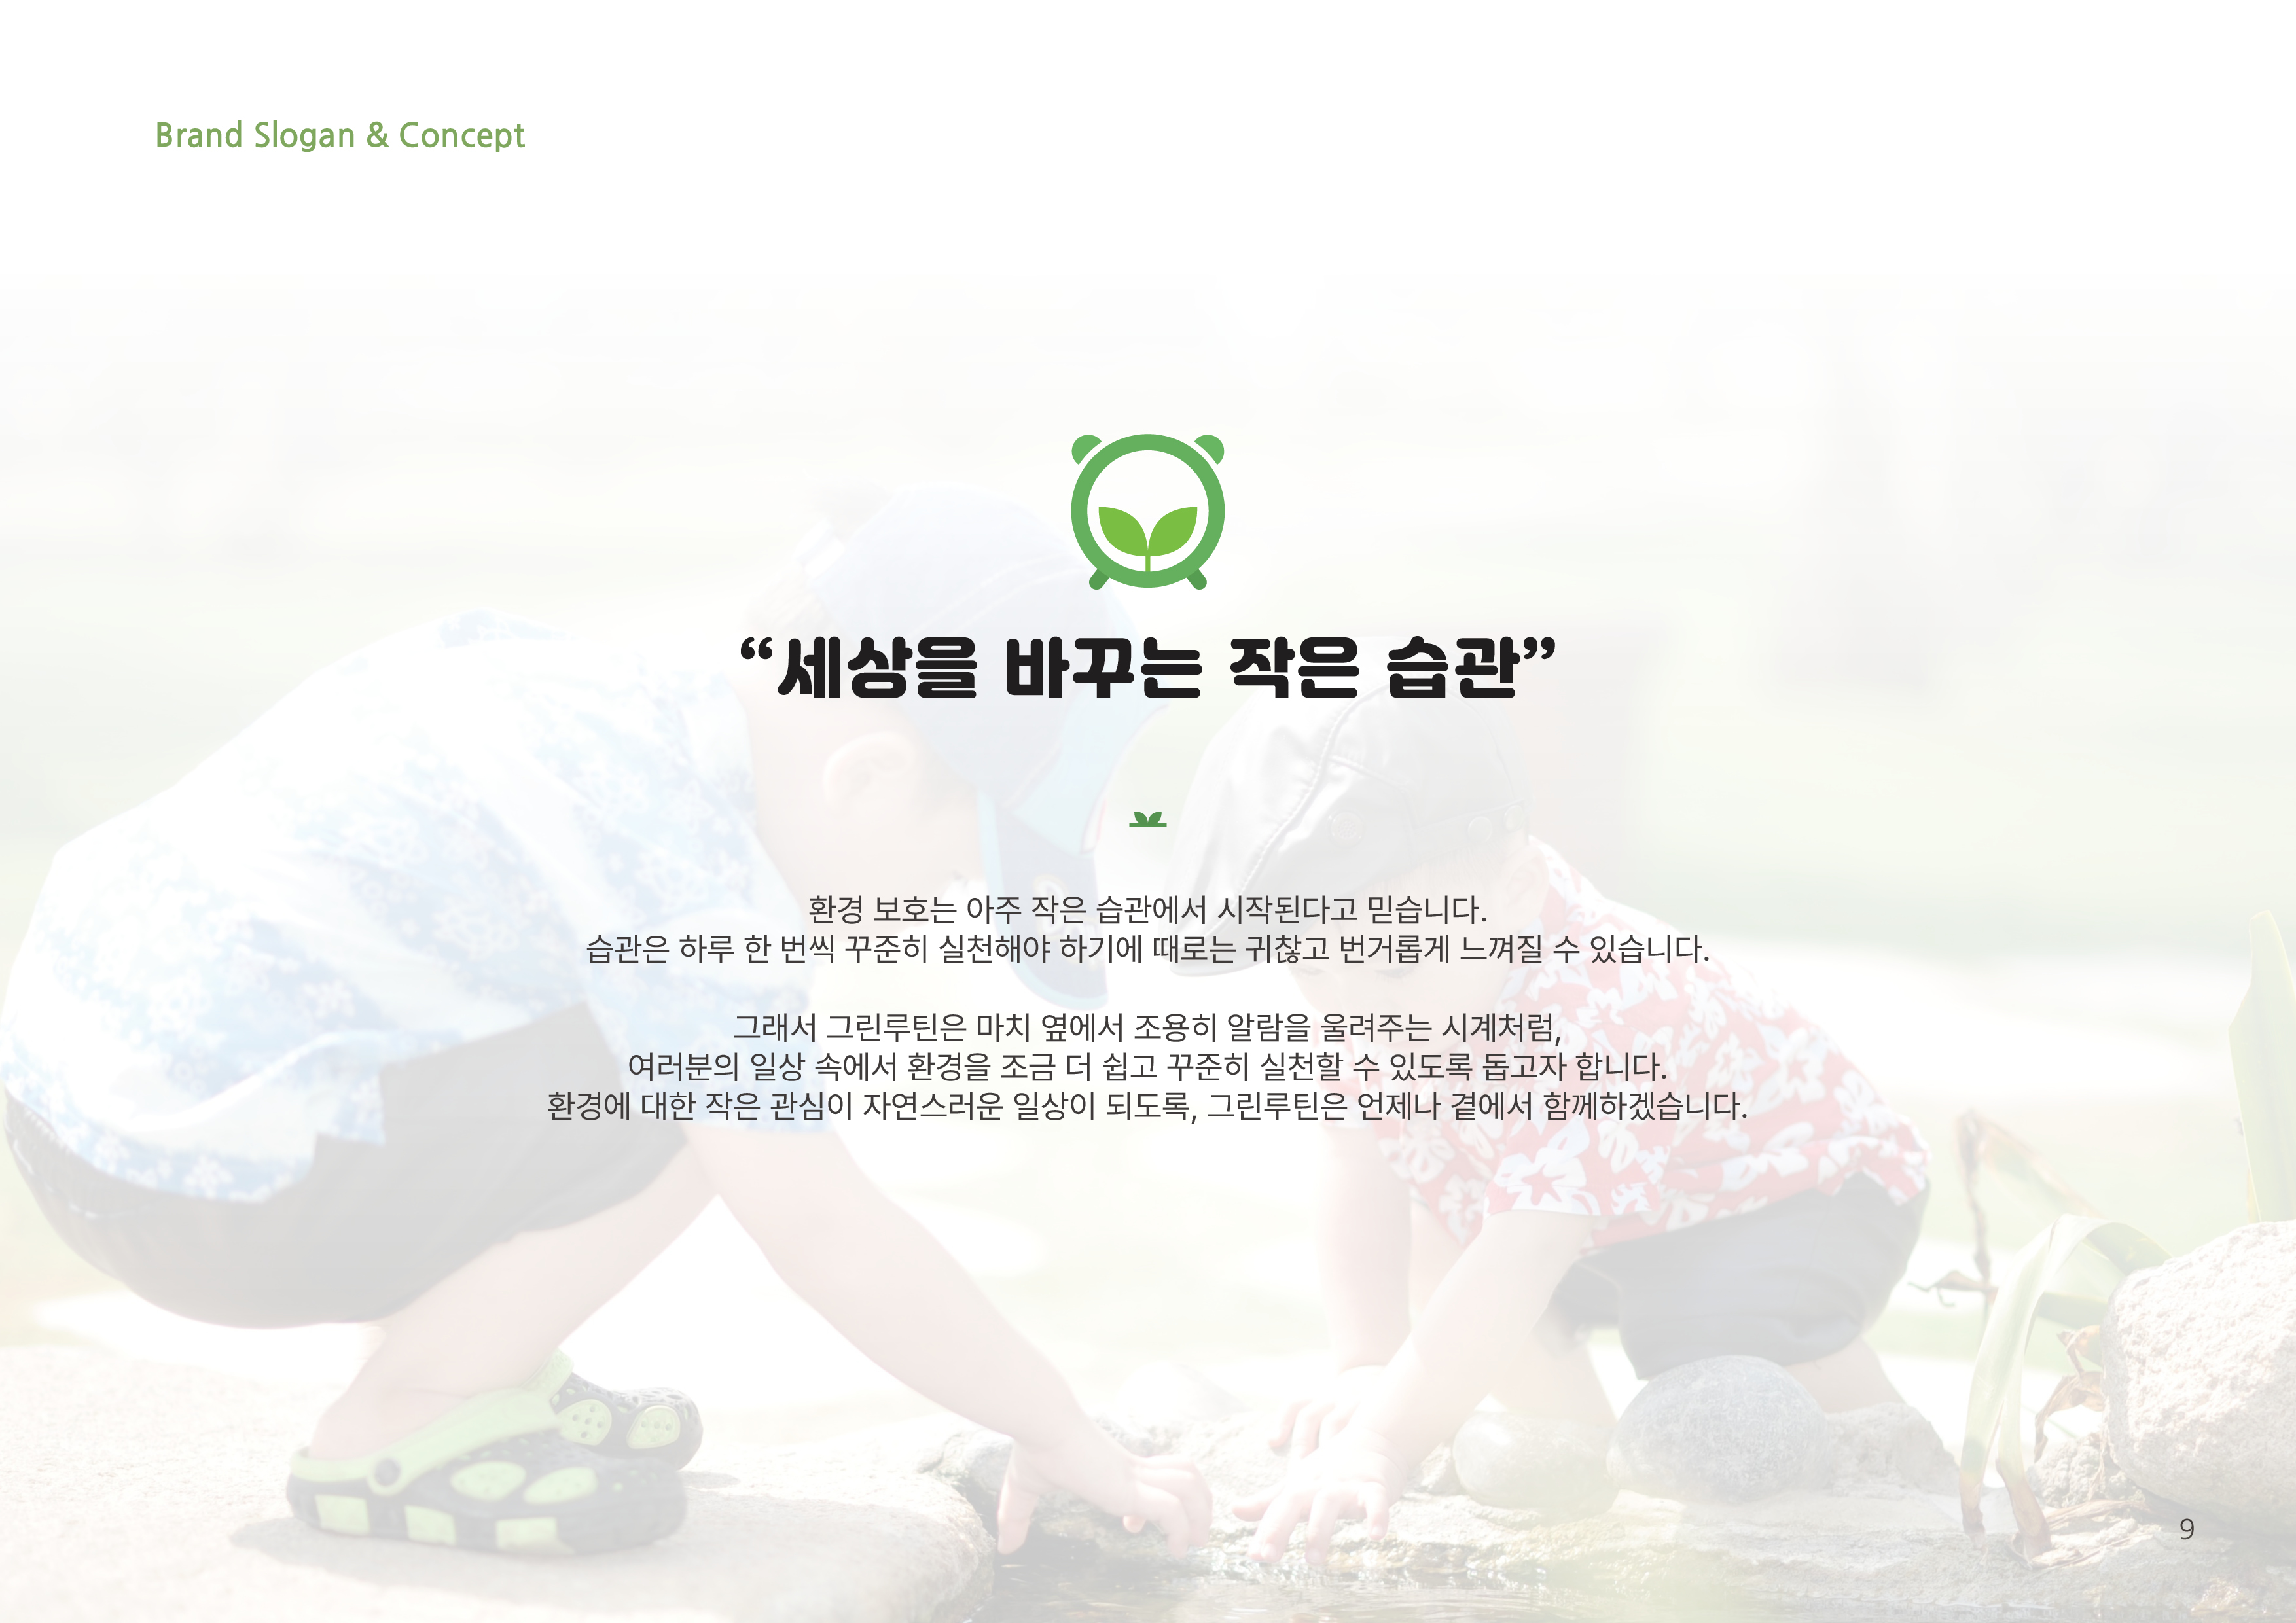 Brand Slogan & Concept
“세상을 바꾸는 작은 습관”
환경 보호는 아주 작은 습관에서 시작된다고 믿습니다.
습관은 하루 한 번씩 꾸준히 실천해야 하기에 때로는 귀찮고 번거롭게 느껴질 수 있습니다.
그래서 그린루틴은 마치 옆에서 조용히 알람을 울려주는 시계처럼,
여러분의 일상 속에서 환경을 조금 더 쉽고 꾸준히 실천할 수 있도록 돕고자 합니다.
환경에 대한 작은 관심이 자연스러운 일상이 되도록, 그린루틴은 언제나 곁에서 함께하겠습니다.
9